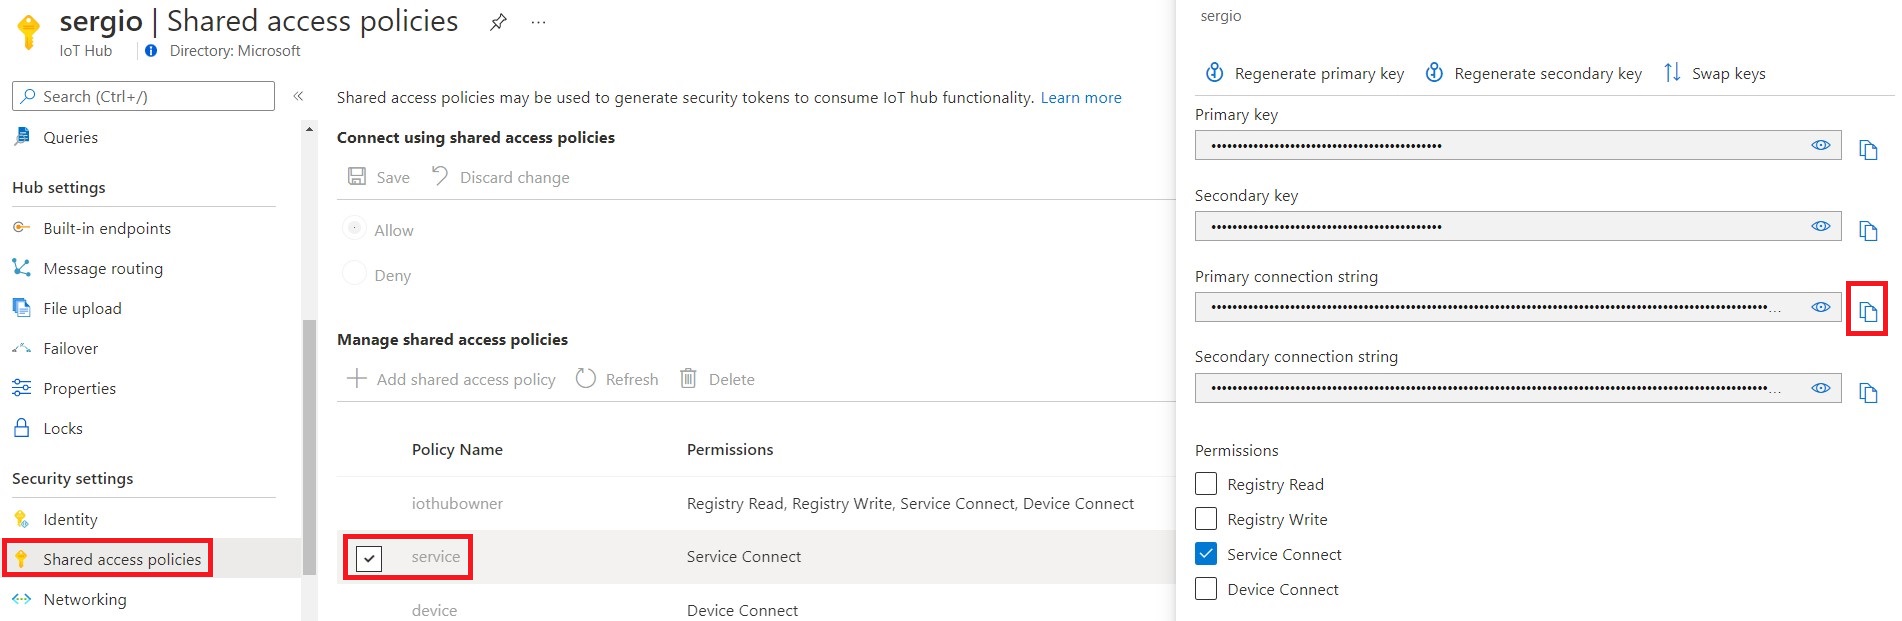 sergio | Shared access policies
IoT Hub
Directory: Microsoft
Search (Ctrl+/)
Queries
Hub settings
Built-in endpoints
Message routing
File upload
Failover
Properties
Locks
Security settings
Identity
Shared access policies
Networking
Shared access policies may be used to generate security tokens to consume IoT hub functionality. Learn more
Connect using shared access policies
Save
Discard change
Allow
Deny
Manage shared access policies
Add shared access policy
Refresh
Delete
Policy Name Permissions
iothubowner Registry Read, Registry Write, Service Connect, Device Connect
service Service Connect
device Device Connect
sergio
Regenerate primary key
Regenerate secondary key
Swap keys
Primary key
Secondary key
Primary connection string
Secondary connection string
Permissions
Registry Read
Registry Write
Service Connect
Device Connect